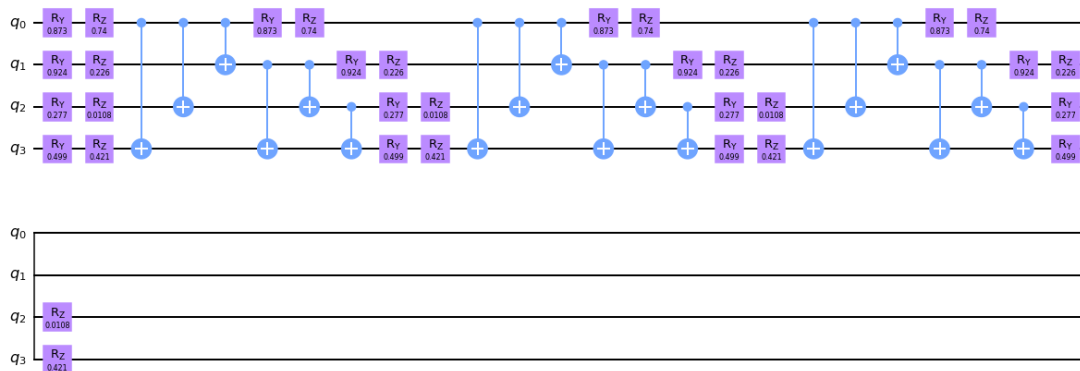 q0 RY 0.873 RZ 0.74 RY 0.873 RZ 0.74 RY 0.873 RZ 0.74 RY 0.873 RZ 0.74
q1 RY 0.924 RZ 0.226 RY 0.924 RZ 0.226 RY 0.924 RZ 0.226 RY 0.924 RZ 0.226
q2 RY 0.277 RZ 0.0108 RY 0.277 RZ 0.0108 RY 0.277 RZ 0.0108 RY 0.277
q3 RY 0.499 RZ 0.421 RY 0.499 RZ 0.421 RY 0.499 RZ 0.421 RY 0.499
q0
q1
q2 RZ 0.0108
q3 RZ 0.421